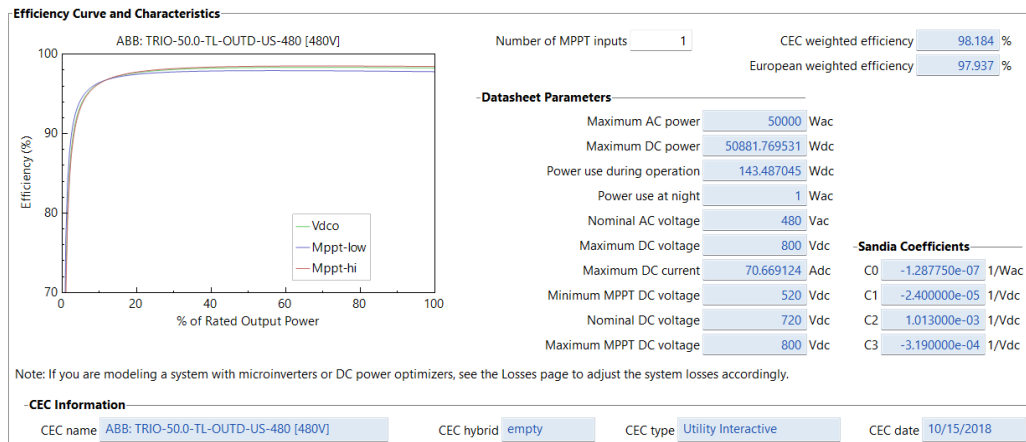 Efficiency Curve and Characteristics
ABB: TRIO-50.0-TL-OUTD-US-480 [480V]
100
90
80
70
Efficiency (%)
Vdco
Mppt-low
Mppt-hi
0 20 40 60 80 100
% of Rated Output Power
Number of MPPT inputs 1
CEC weighted efficiency 98.184 %
European weighted efficiency 97.937 %
Datasheet Parameters
Maximum AC power 50000 Wac
Maximum DC power 50881.769531 Wdc
Power use during operation 143.487045 Wdc
Power use at night 1 Wac
Nominal AC voltage 480 Vac
Maximum DC voltage 800 Vdc
Maximum DC current 70.669124 Adc
Minimum MPPT DC voltage 520 Vdc
Nominal DC voltage 720 Vdc
Maximum MPPT DC voltage 800 Vdc
Sandia Coefficients
C0 -1.287750e-07 1/Wac
C1 -2.400000e-05 1/Vdc
C2 1.013000e-03 1/Vdc
C3 -3.190000e-04 1/Vdc
Note: If you are modeling a system with microinverters or DC power optimizers, see the Losses page to adjust the system losses accordingly.
CEC Information
CEC name ABB: TRIO-50.0-TL-OUTD-US-480 [480V] CEC hybrid empty CEC type Utility Interactive CEC date 10/15/2018